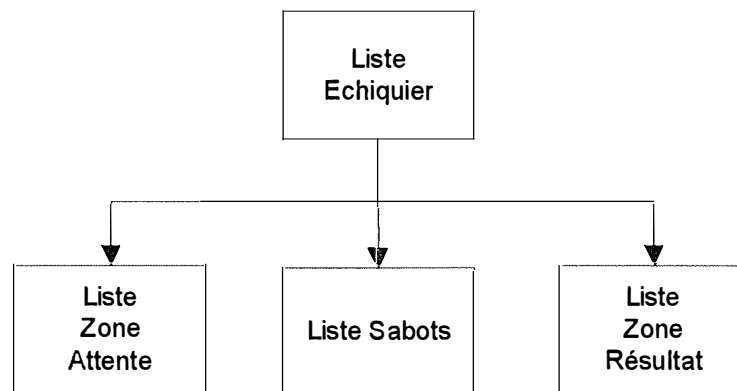 Liste
Echiquier
Liste
Zone
Attente
Liste Sabots
Liste
Zone
Résultat